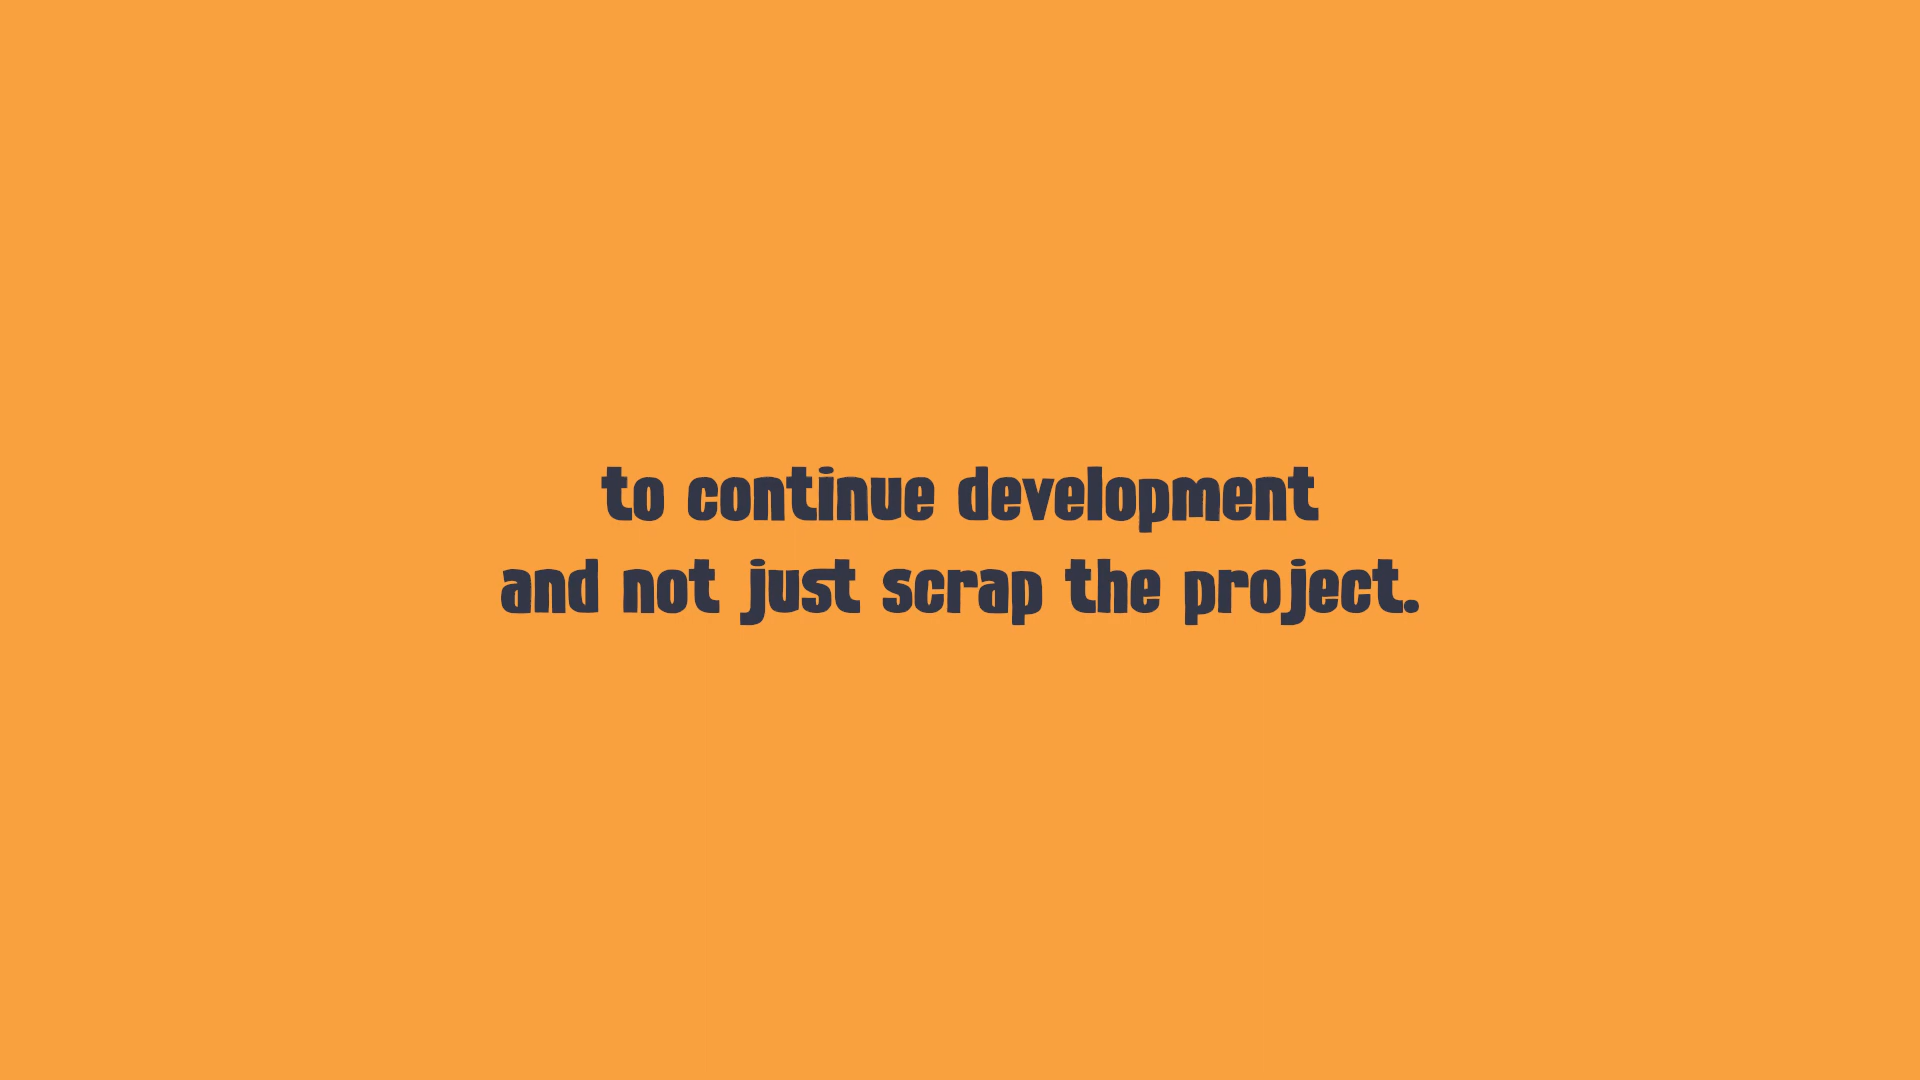 to continue development
and not just scrap the project.